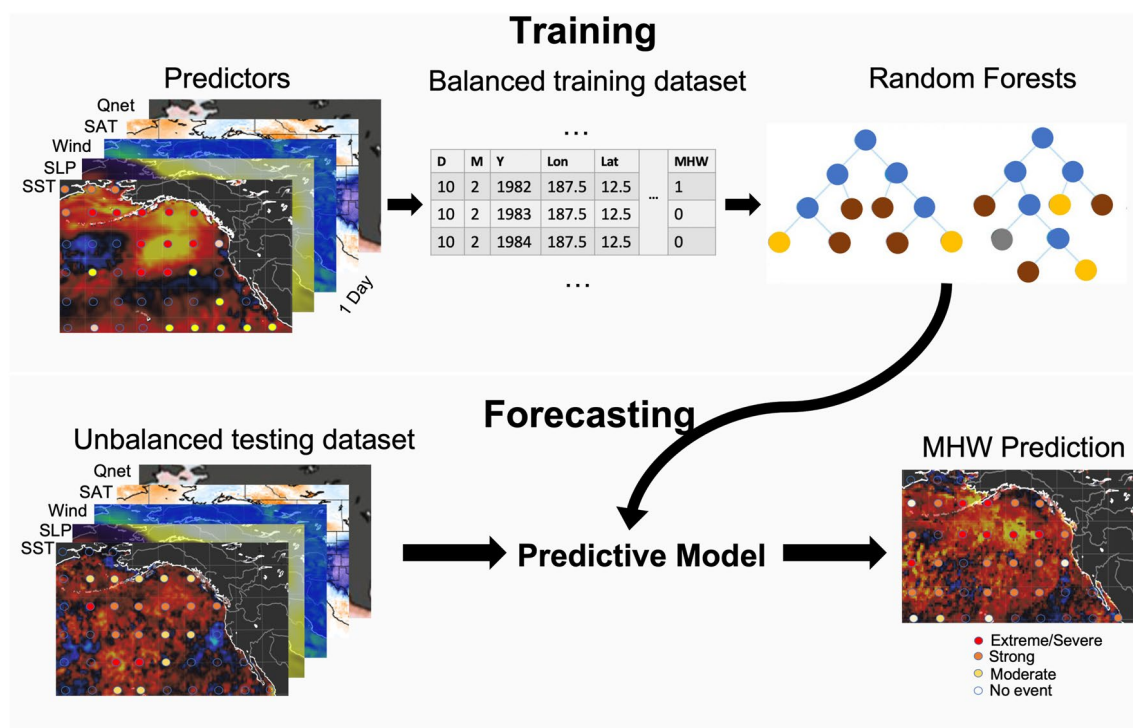 Training
Predictors
Balanced training dataset
Random Forests
Qnet
SAT
Wind
SLP
SST
1 Day
...
D M Y Lon Lat MHW
10 2 1982 187.5 12.5 1
10 2 1983 187.5 12.5 ... 0
10 2 1984 187.5 12.5 0
...
Forecasting
Unbalanced testing dataset
MHW Prediction
Qnet
SAT
Wind
SLP
SST
Predictive Model
Extreme/Severe
Strong
Moderate
No event